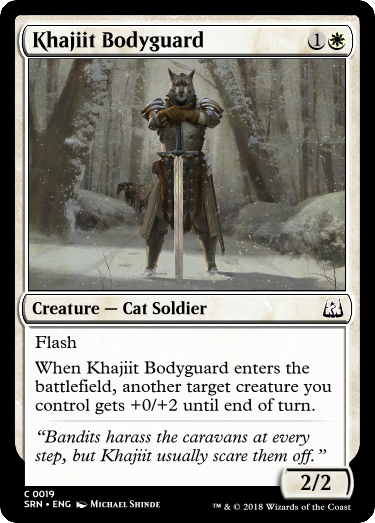 Khajiit Bodyguard 1
Creature — Cat Soldier
Flash
When Khajiit Bodyguard enters the
battlefield, another target creature you
control gets +0/+2 until end of turn.
“Bandits harass the caravans at every
step, but Khajiit usually scare them off.”
2/2
C 0019
SRN • ENG Michael Shinde
™ & © 2018 Wizards of the Coast